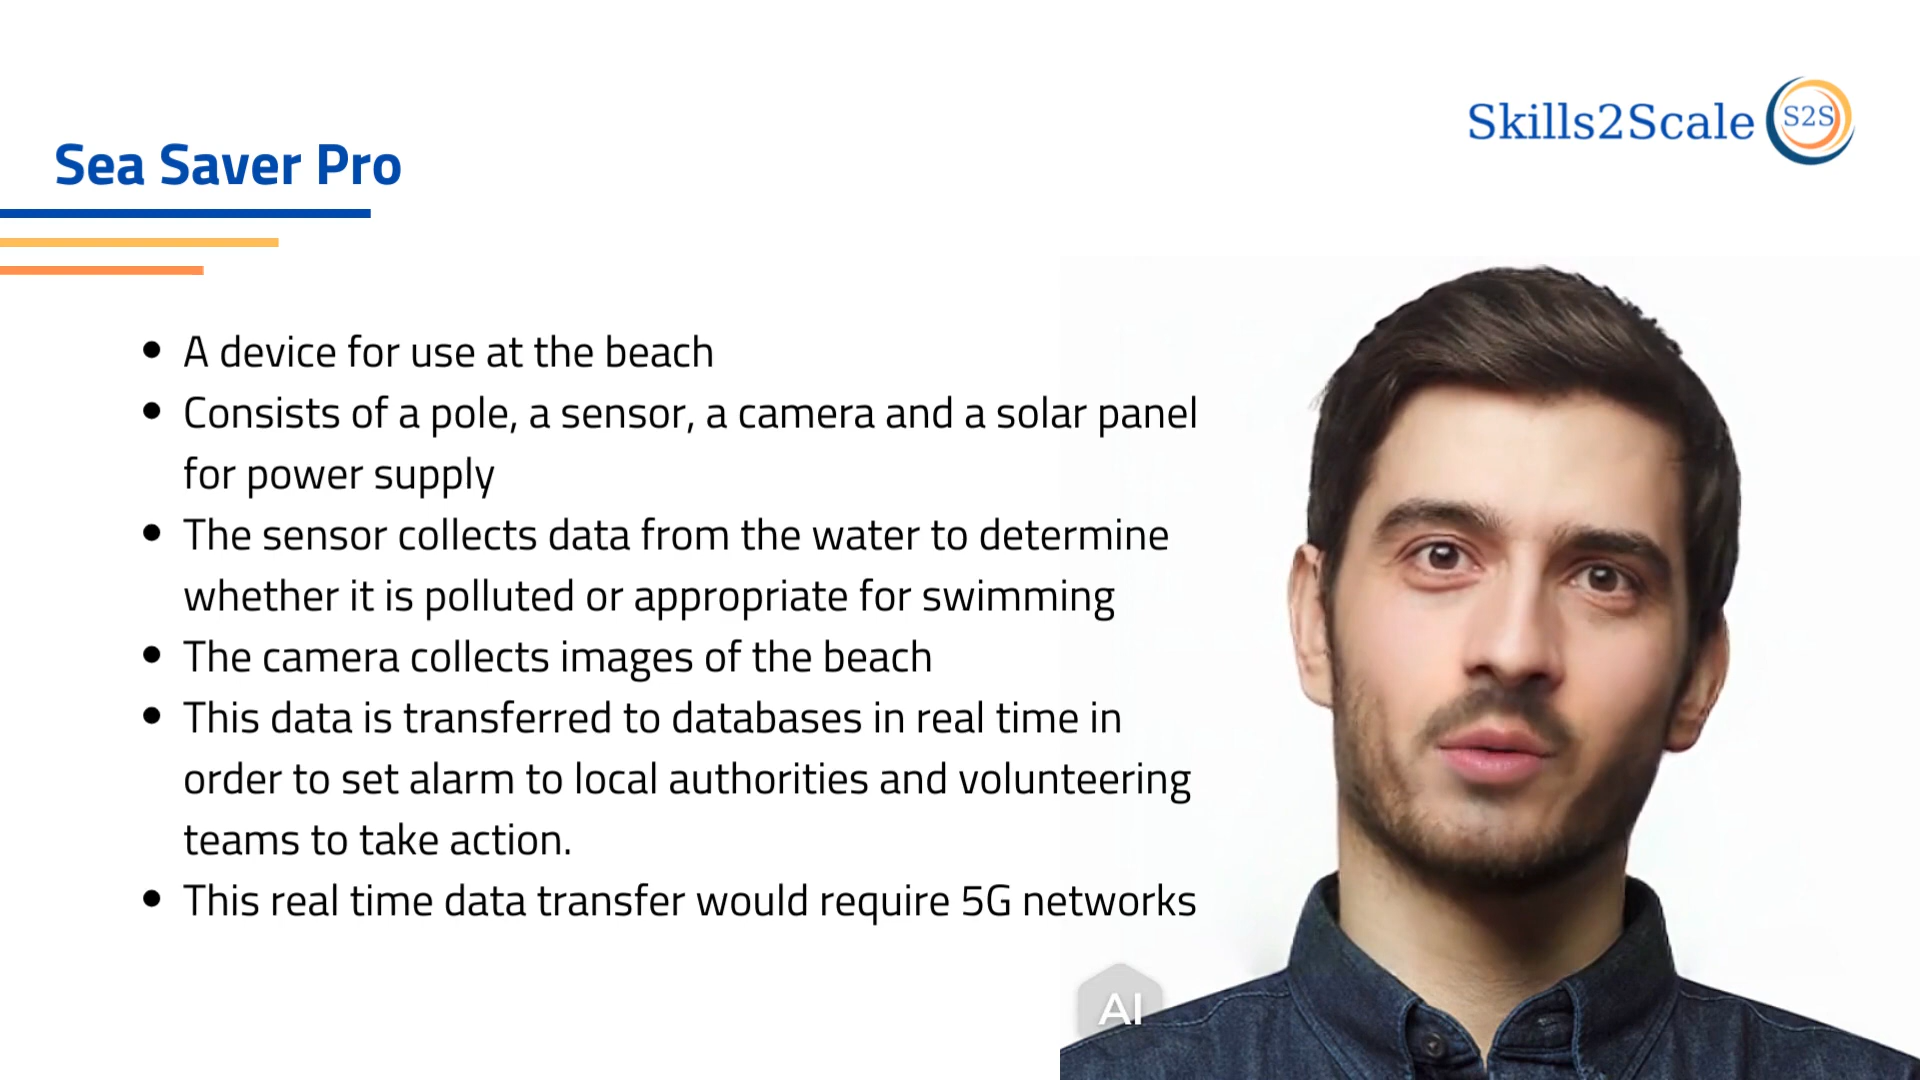 Skills2Scale S2S
Sea Saver Pro
• A device for use at the beach
• Consists of a pole, a sensor, a camera and a solar panel
for power supply
• The sensor collects data from the water to determine
whether it is polluted or appropriate for swimming
• The camera collects images of the beach
• This data is transferred to databases in real time in
order to set alarm to local authorities and volunteering
teams to take action.
• This real time data transfer would require 5G networks
AI